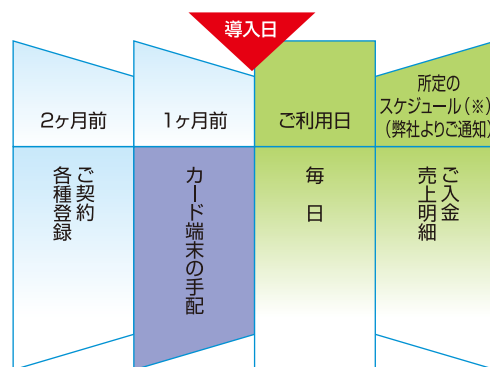 導入日
2ヶ月前
1ヶ月前
ご利用日
所定の
スケジュール(※)
(弊社よりご通知)
ご契約
各種登録
カード端末の手配
毎日
ご入金
売上明細